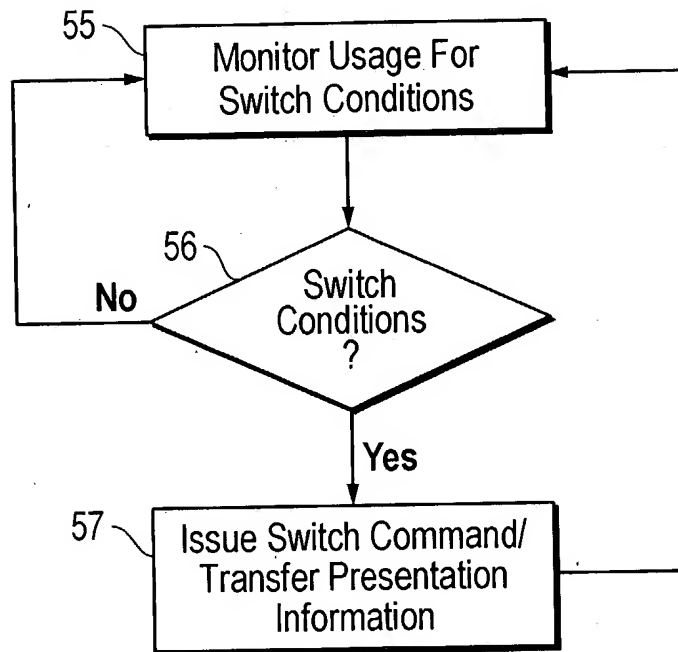 55
Monitor Usage For
Switch Conditions
56
Switch
Conditions
?
No
Yes
57
Issue Switch Command/
Transfer Presentation
Information